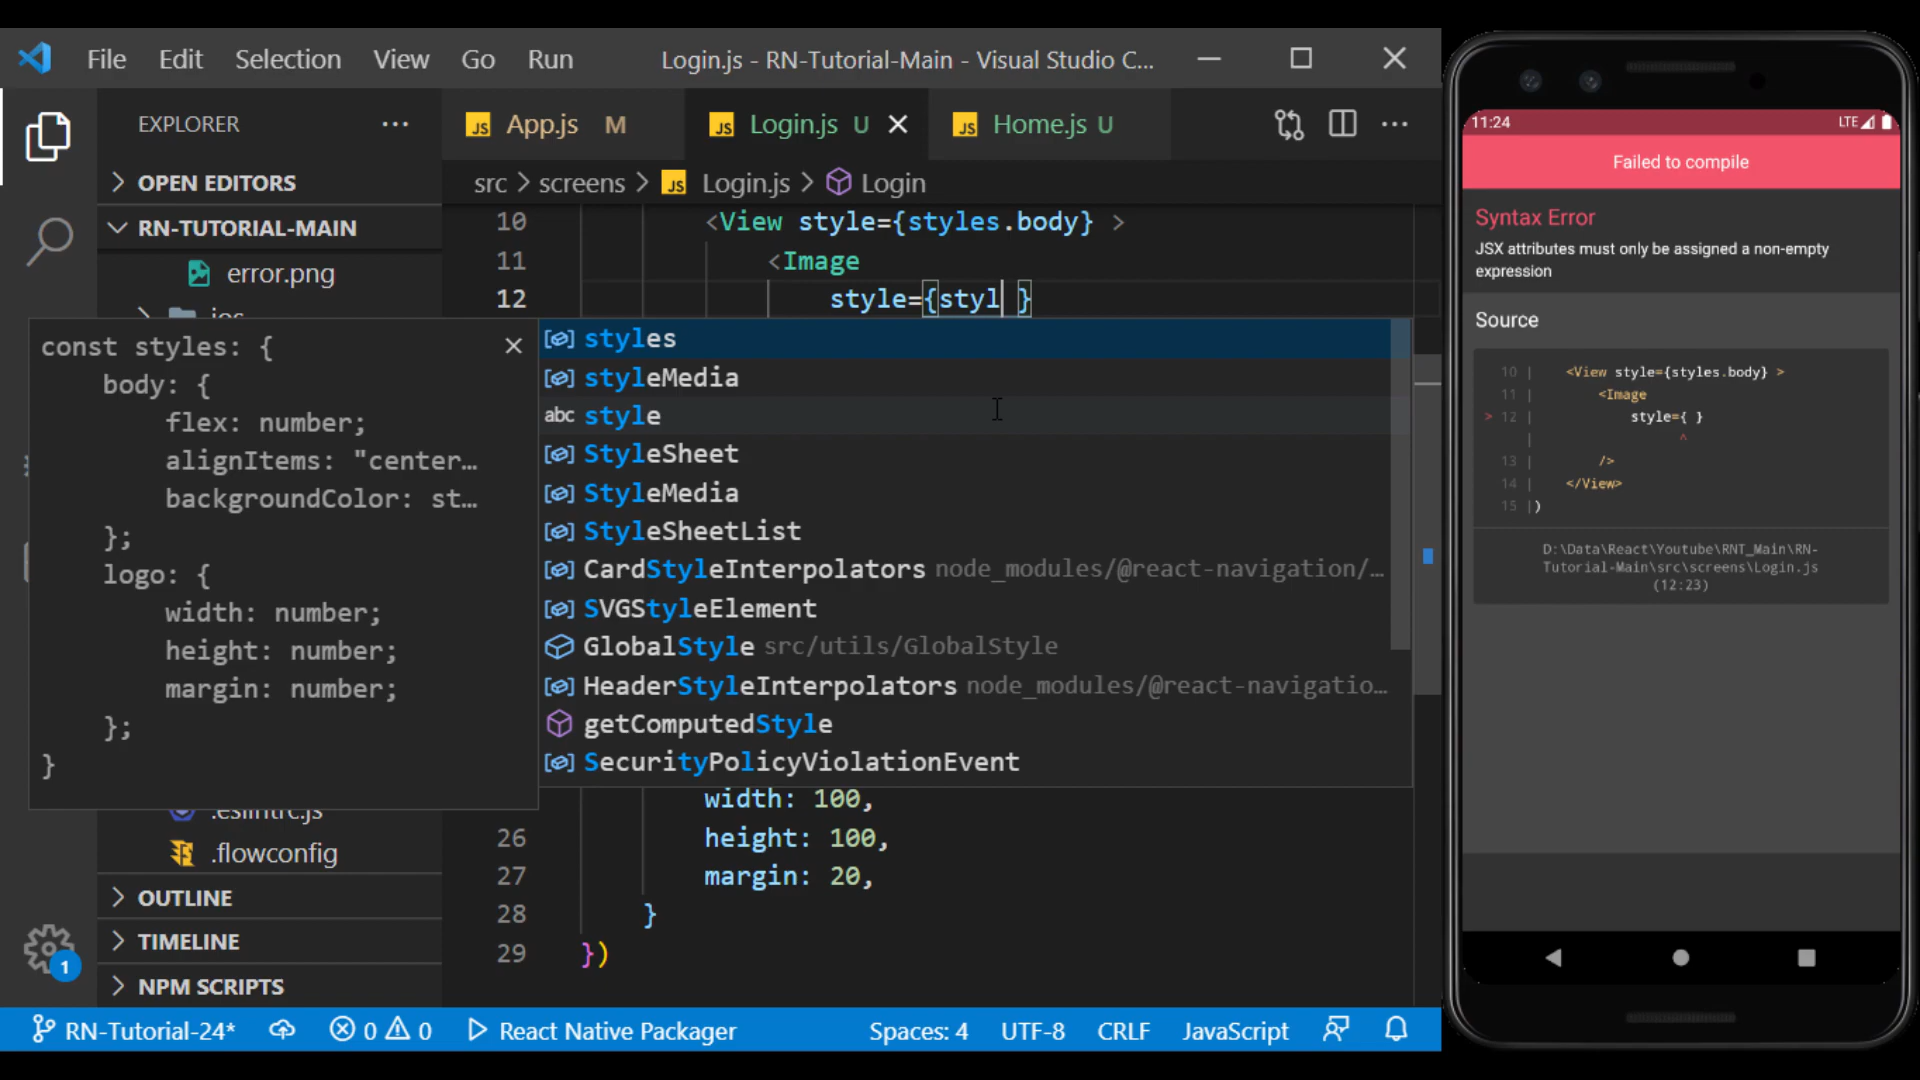 File Edit Selection View Go Run Login.js - RN-Tutorial-Main - Visual Studio C...
EXPLORER ...
OPEN EDITORS
RN-TUTORIAL-MAIN
error.png
ios
.eslintrc.js
.flowconfig
OUTLINE
TIMELINE
NPM SCRIPTS
1
JS App.js M JS Login.js U JS Home.js U ...
src > screens > JS Login.js > Login
10 <View style={styles.body} >
11 <Image
12 style={styl }
const styles: {
body: {
flex: number;
alignItems: "center...
backgroundColor: st...
};
logo: {
width: number;
height: number;
margin: number;
};
}
styles
styleMedia
abc style
StyleSheet
StyleMedia
StyleSheetList
CardStyleInterpolators node_modules/@react-navigation/...
SVGStyleElement
GlobalStyle src/utils/GlobalStyle
HeaderStyleInterpolators node_modules/@react-navigatio...
getComputedStyle
SecurityPolicyViolationEvent
width: 100,
26 height: 100,
27 margin: 20,
28 }
29 })
RN-Tutorial-24* 0 0 React Native Packager Spaces: 4 UTF-8 CRLF JavaScript
11:24 LTE
Failed to compile
Syntax Error
JSX attributes must only be assigned a non-empty
expression
Source
10 | <View style={styles.body} >
11 | <Image
> 12 | style={ }
| ^
13 | />
14 | </View>
15 |)
D:\Data\React\Youtube\RNT_Main\RN-
Tutorial-Main\src\screens\Login.js
(12:23)